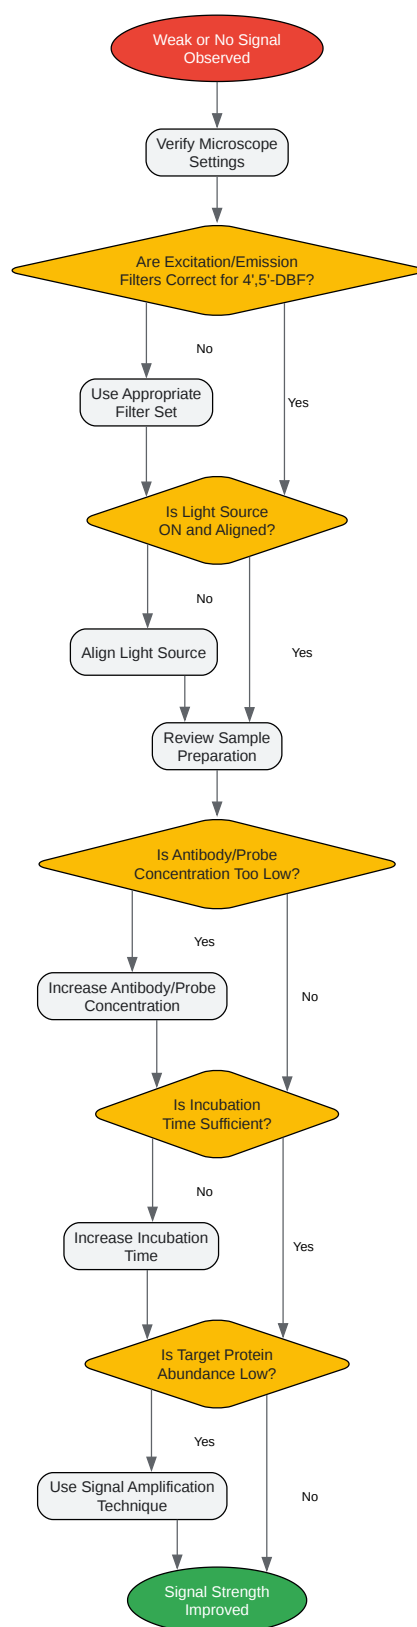 Weak or No Signal
Observed
Verify Microscope
Settings
Are Excitation/Emission
Filters Correct for 4',5'-DBF?
No
Use Appropriate
Filter Set
Yes
Is Light Source
ON and Aligned?
No
Align Light Source
Yes
Review Sample
Preparation
Is Antibody/Probe
Concentration Too Low?
Yes
Increase Antibody/Probe
Concentration
No
Is Incubation
Time Sufficient?
No
Increase Incubation
Time
Yes
Is Target Protein
Abundance Low?
Yes
Use Signal Amplification
Technique
No
Signal Strength
Improved